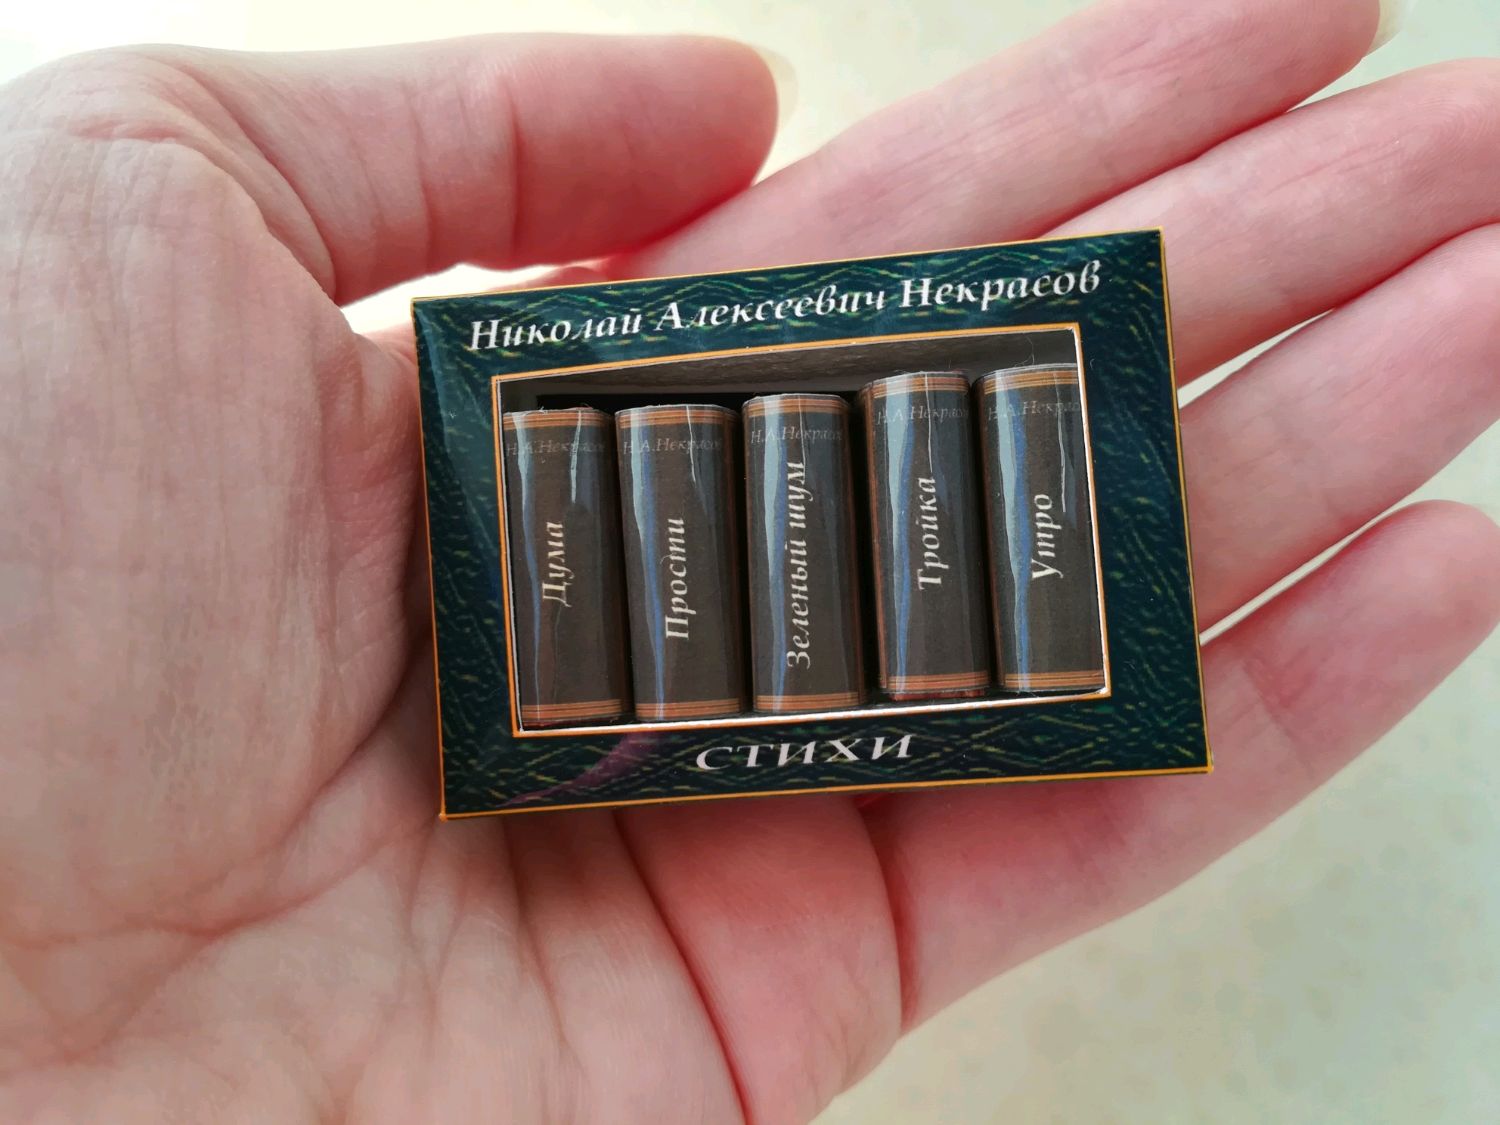 Николай Алексеевич Некрасов
Н.А.Некрасов
Дума
Н.А.Некрасов
Прости
Н.А.Некрасов
Зеленый шум
Н.А.Некрасов
Тройка
Н.А.Некрасов
Утро
СТИХИ